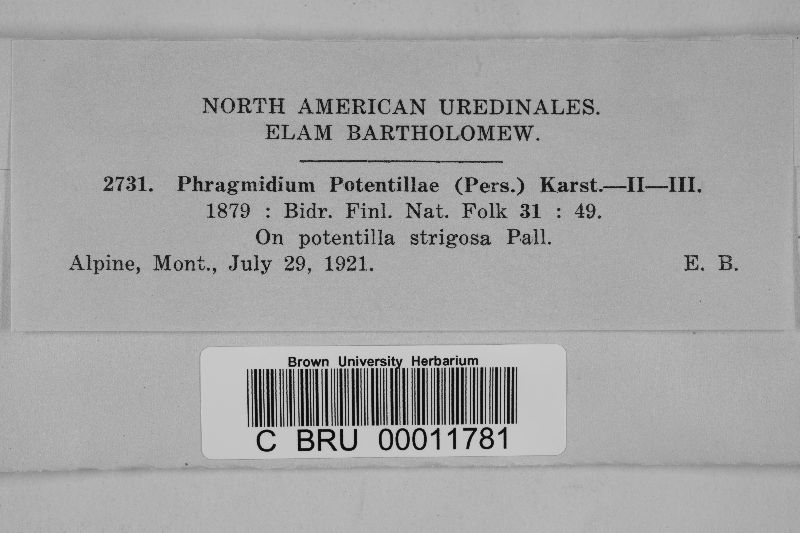 NORTH AMERICAN UREDINALES.
ELAM BARTHOLOMEW.
2731. Phragmidium Potentillae (Pers.) Karst.—II—III.
1879 : Bidr. Finl. Nat. Folk 31 : 49.
On potentilla strigosa Pall.
Alpine, Mont., July 29, 1921. E. B.
Brown University Herbarium
C BRU 00011781